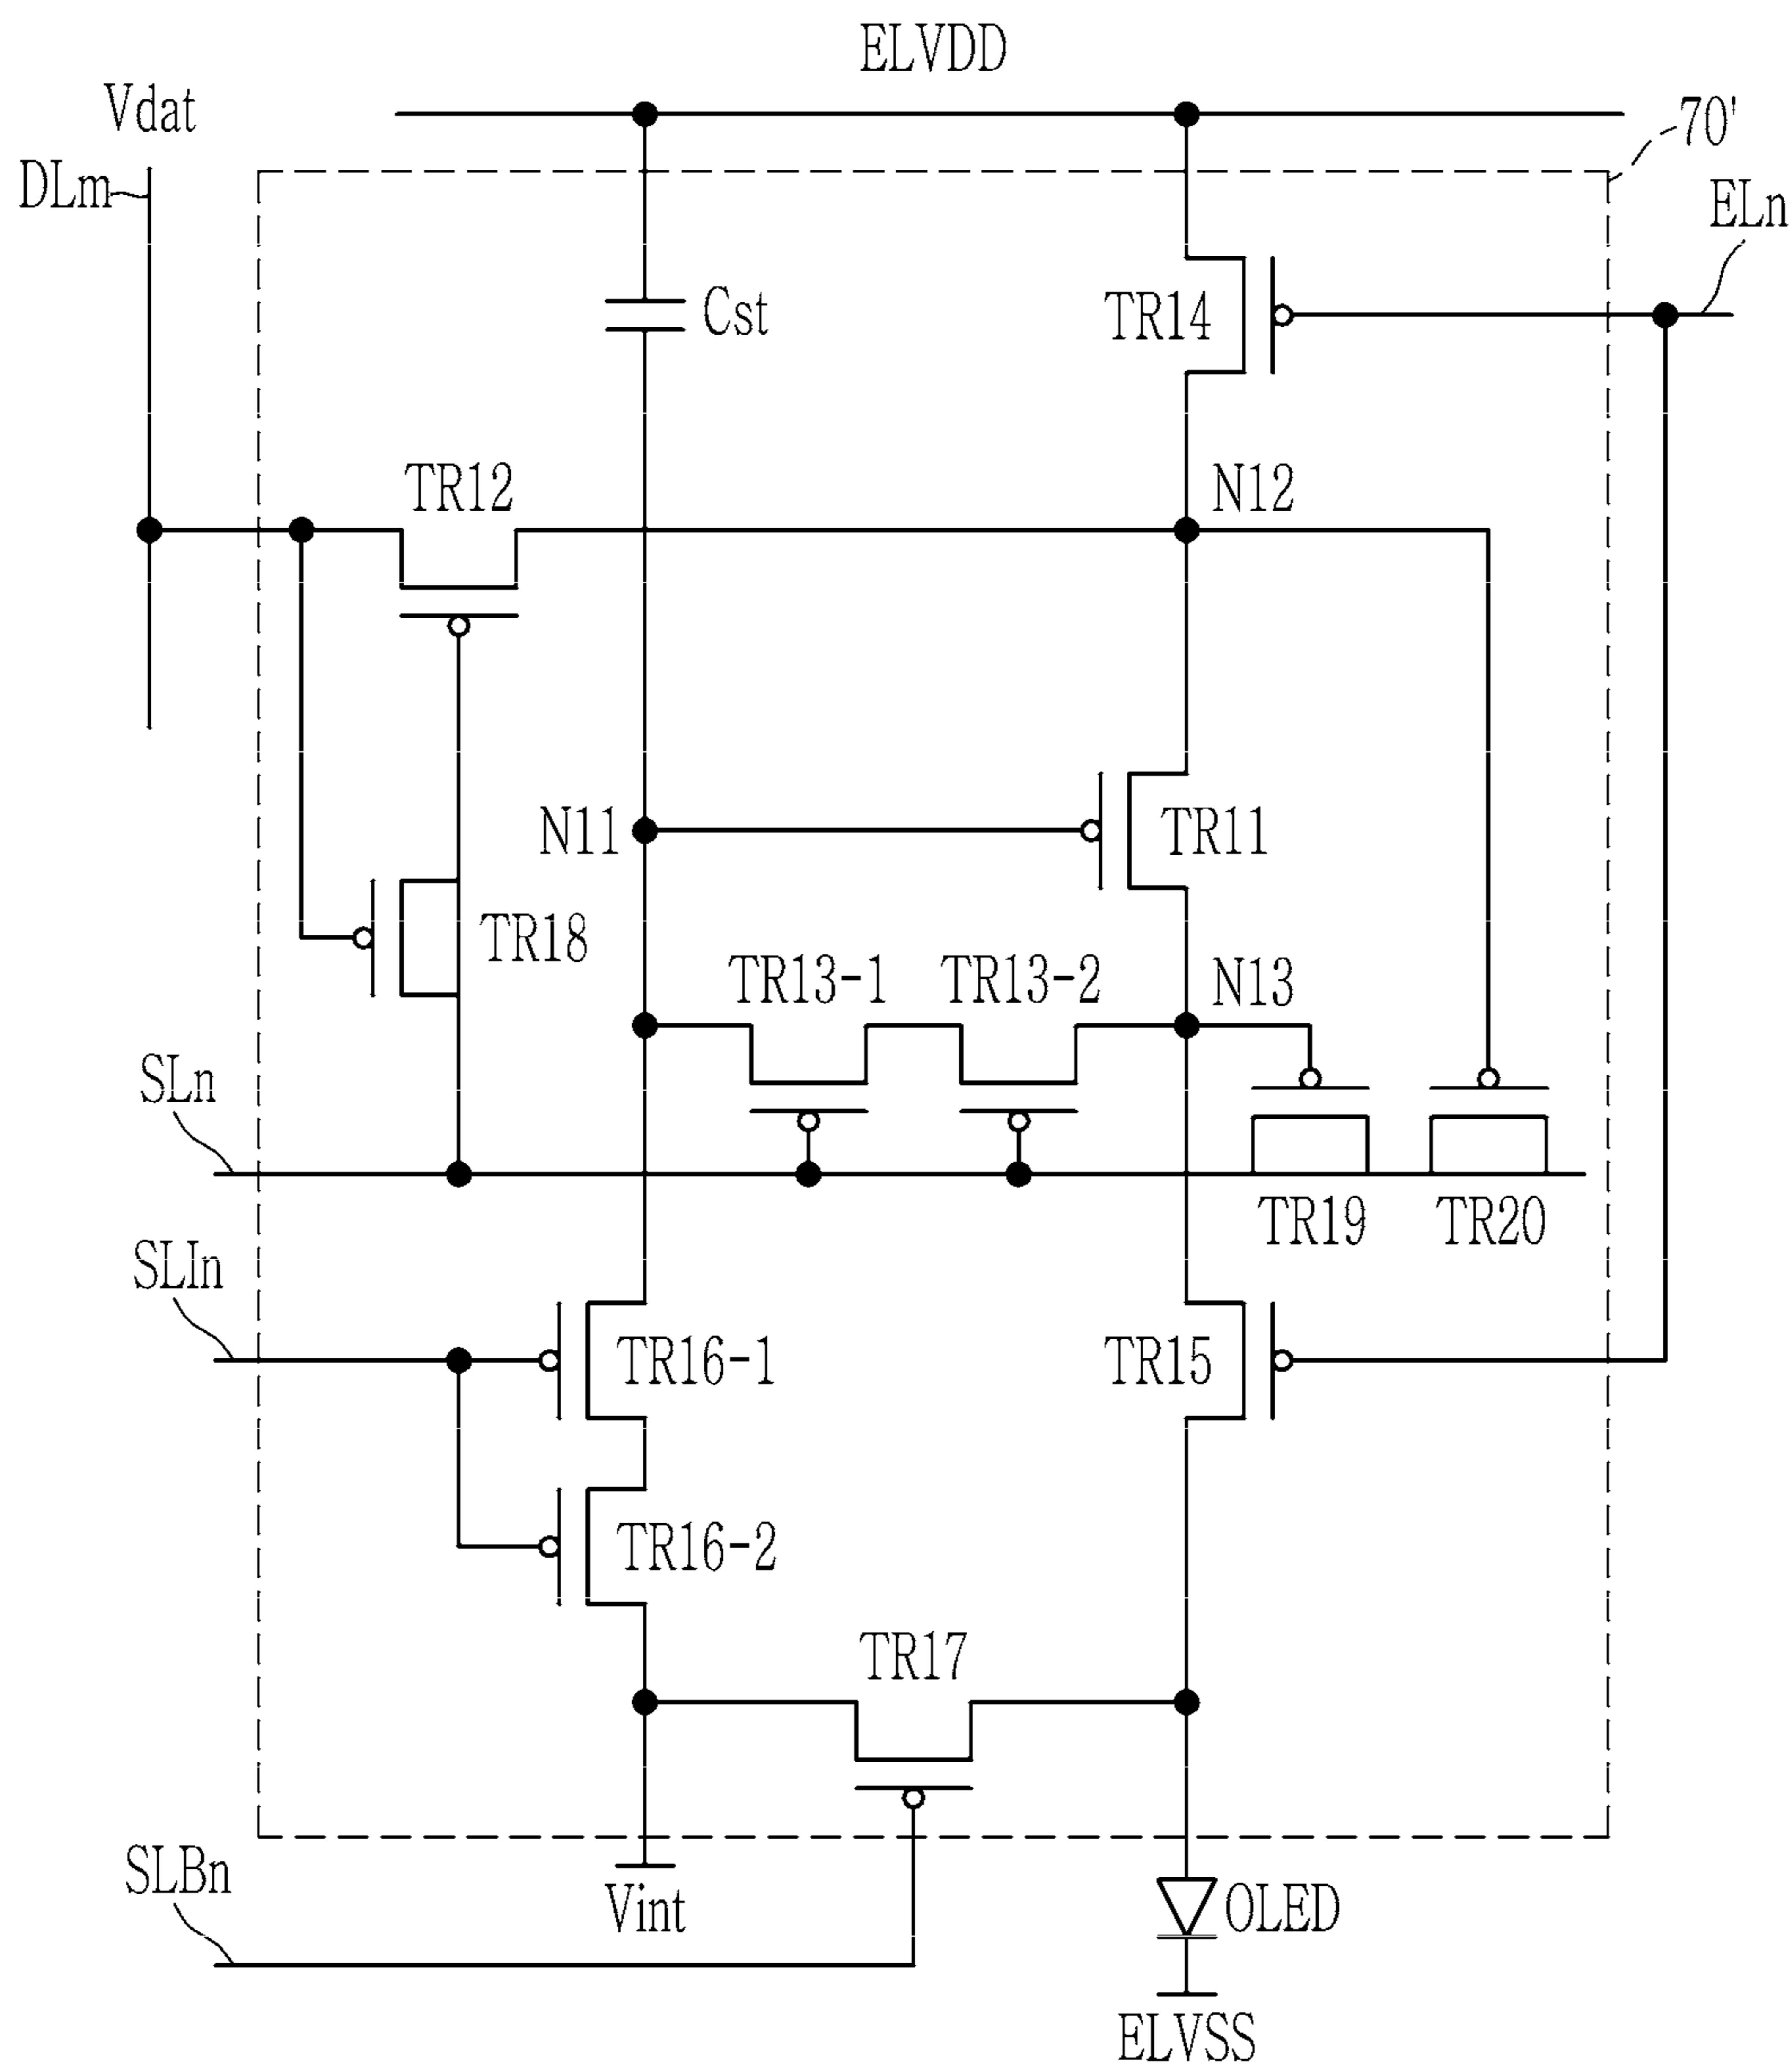 ELVDD
Vdat
70'
DLm
ELn
Cst
TR14
TR12
N12
N11
TR11
TR18
TR13-1
TR13-2
N13
SLn
TR19
TR20
SLIn
TR16-1
TR15
TR16-2
TR17
SLBn
Vint
OLED
ELVSS